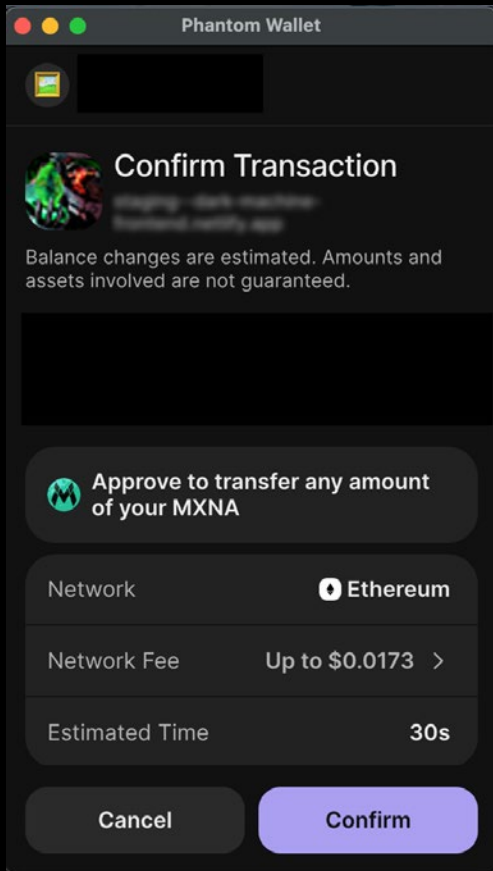 Phantom Wallet
Confirm Transaction
Balance changes are estimated. Amounts and
assets involved are not guaranteed.
Approve to transfer any amount
of your MXNA
Network
Ethereum
Network Fee
Up to $0.0173
Estimated Time
30s
Cancel
Confirm